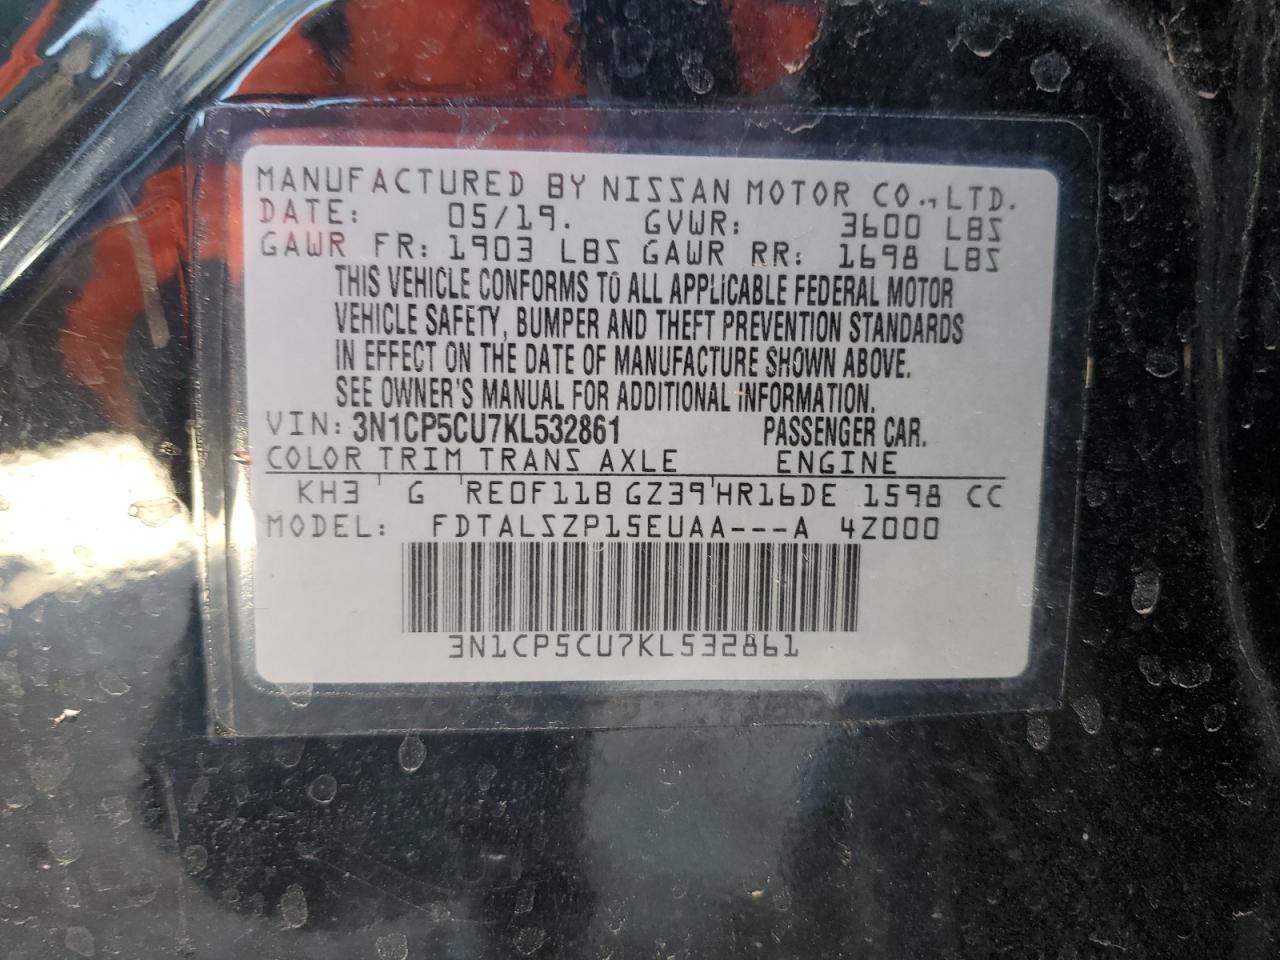 MANUFACTURED BY NISSAN MOTOR CO., LTD.
DATE: 05/19. GVWR: 3600 LBS
GAWR FR: 1903 LBS GAWR RR: 1698 LBS
THIS VEHICLE CONFORMS TO ALL APPLICABLE FEDERAL MOTOR
VEHICLE SAFETY, BUMPER AND THEFT PREVENTION STANDARDS
IN EFFECT ON THE DATE OF MANUFACTURE SHOWN ABOVE.
SEE OWNER'S MANUAL FOR ADDITIONAL INFORMATION.
VIN: 3N1CP5CU7KL532861 PASSENGER CAR.
COLOR TRIM TRANS AXLE ENGINE
KH3 G RE0F11B GZ39 HR16DE 1598 CC
MODEL: FDTALSZP15EUAA---A 4Z000
3N1CP5CU7KL532861